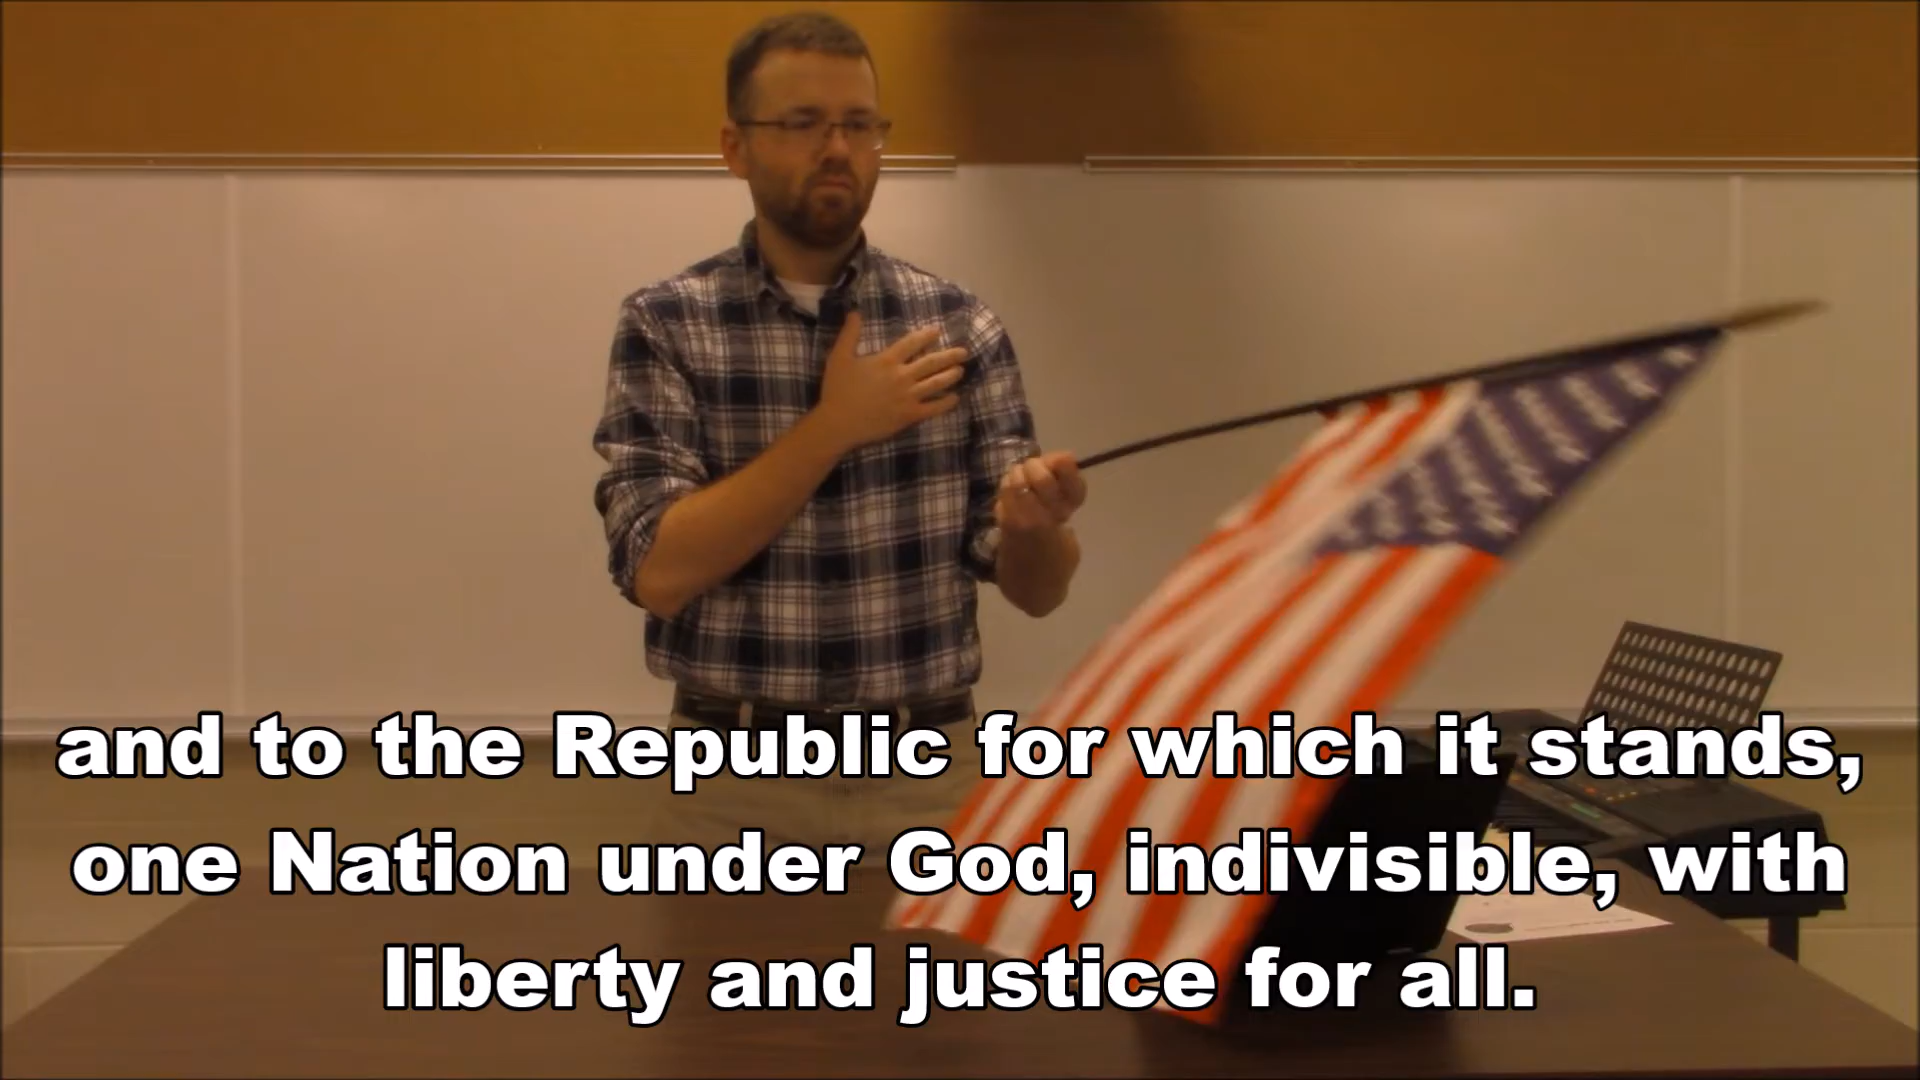 and to the Republic for which it stands,
one Nation under God, indivisible, with
liberty and justice for all.